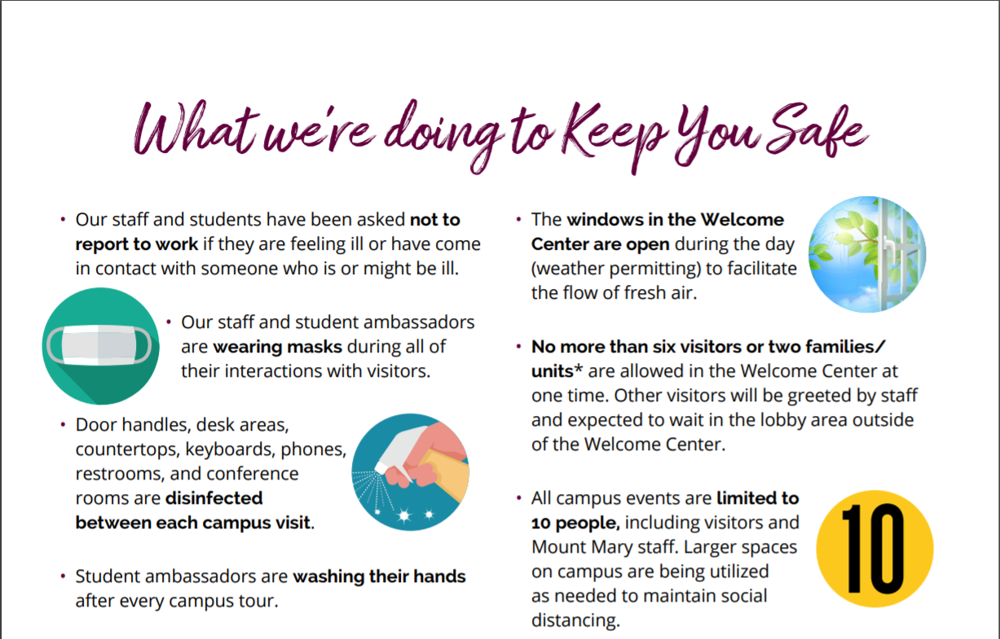 What we're doing to Keep You Safe
• Our staff and students have been asked not to
report to work if they are feeling ill or have come
in contact with someone who is or might be ill.
• Our staff and student ambassadors
are wearing masks during all of
their interactions with visitors.
• Door handles, desk areas,
countertops, keyboards, phones,
restrooms, and conference
rooms are disinfected
between each campus visit.
• Student ambassadors are washing their hands
after every campus tour.
• The windows in the Welcome
Center are open during the day
(weather permitting) to facilitate
the flow of fresh air.
• No more than six visitors or two families/
units* are allowed in the Welcome Center at
one time. Other visitors will be greeted by staff
and expected to wait in the lobby area outside
of the Welcome Center.
• All campus events are limited to
10 people, including visitors and
Mount Mary staff. Larger spaces
on campus are being utilized
as needed to maintain social
distancing.
10